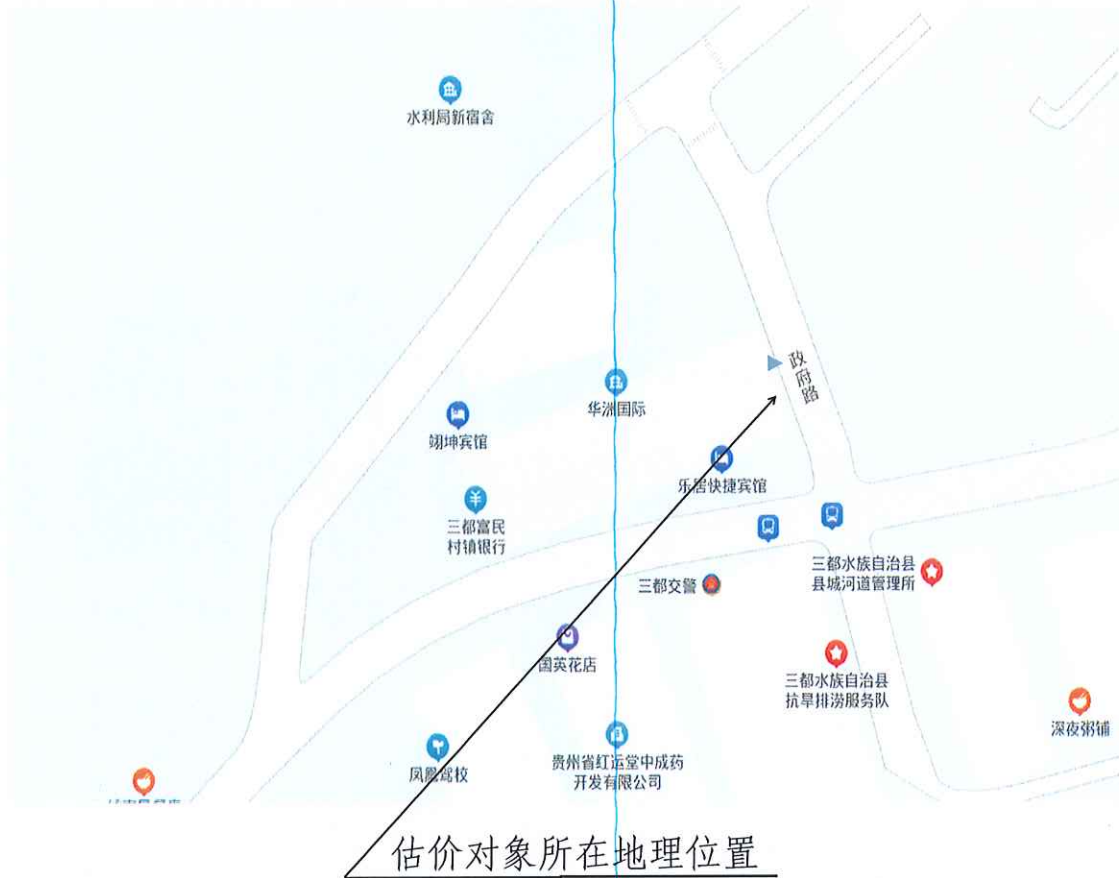 水利局新宿舍
政府路
华洲国际
翊坤宾馆
乐居快捷宾馆
三都富民
村镇银行
三都水族自治县
县城河道管理所
三都交警
国英花店
三都水族自治县
抗旱排涝服务队
深夜粥铺
凤凰驾校
贵州省红运堂中成药
开发有限公司
估价对象所在地理位置